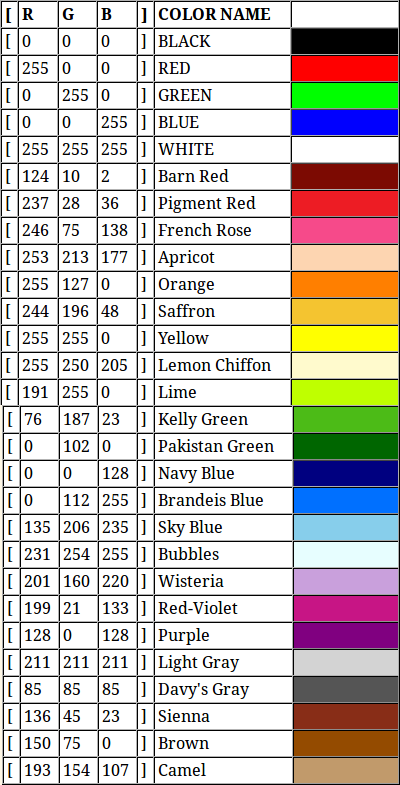 [ R G B ] COLOR NAME
[ 0 0 0 ] BLACK
[ 255 0 0 ] RED
[ 0 255 0 ] GREEN
[ 0 0 255 ] BLUE
[ 255 255 255 ] WHITE
[ 124 10 2 ] Barn Red
[ 237 28 36 ] Pigment Red
[ 246 75 138 ] French Rose
[ 253 213 177 ] Apricot
[ 255 127 0 ] Orange
[ 244 196 48 ] Saffron
[ 255 255 0 ] Yellow
[ 255 250 205 ] Lemon Chiffon
[ 191 255 0 ] Lime
[ 76 187 23 ] Kelly Green
[ 0 102 0 ] Pakistan Green
[ 0 0 128 ] Navy Blue
[ 0 112 255 ] Brandeis Blue
[ 135 206 235 ] Sky Blue
[ 231 254 255 ] Bubbles
[ 201 160 220 ] Wisteria
[ 199 21 133 ] Red-Violet
[ 128 0 128 ] Purple
[ 211 211 211 ] Light Gray
[ 85 85 85 ] Davy's Gray
[ 136 45 23 ] Sienna
[ 150 75 0 ] Brown
[ 193 154 107 ] Camel